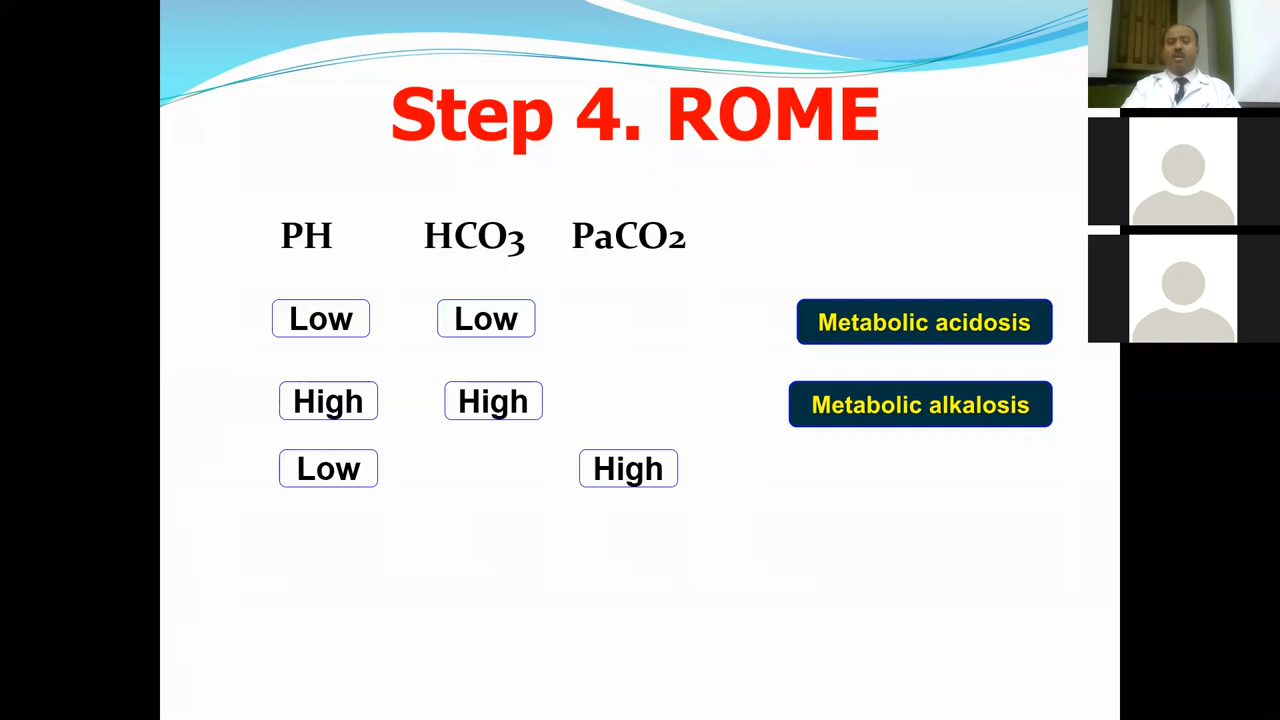 Step 4. ROME
PH HCO3 PaCO2
Low Low Metabolic acidosis
High High Metabolic alkalosis
Low High